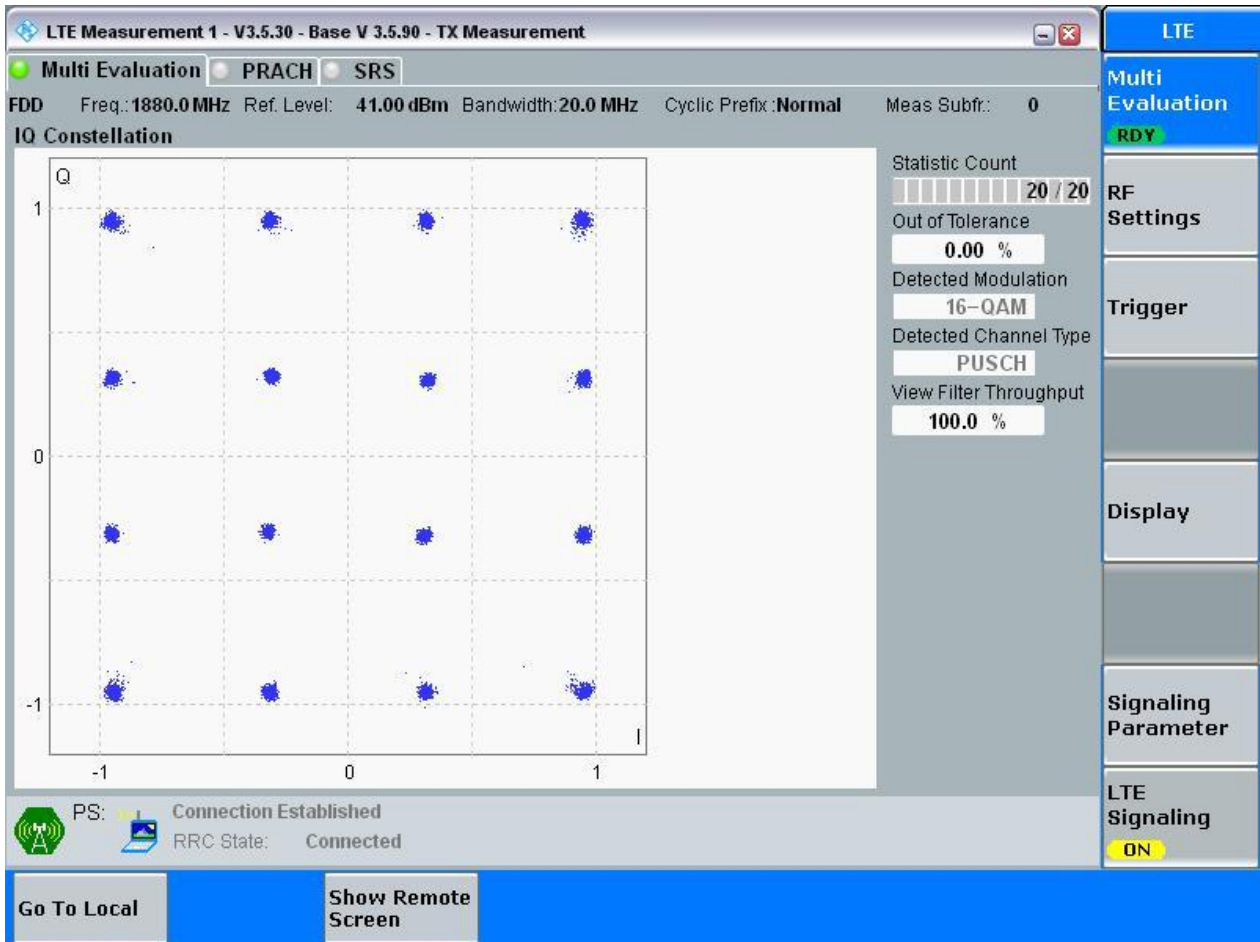 LTE Measurement 1 - V3.5.30 - Base V 3.5.90 - TX Measurement
Multi Evaluation PRACH SRS
FDD Freq.: 1880.0 MHz Ref. Level: 41.00 dBm Bandwidth: 20.0 MHz Cyclic Prefix :Normal Meas Subfr.: 0
IQ Constellation
Q
1
0
-1
I
-1 0 1
Statistic Count
20 / 20
Out of Tolerance
0.00 %
Detected Modulation
16-QAM
Detected Channel Type
PUSCH
View Filter Throughput
100.0 %
PS: Connection Established
RRC State: Connected
LTE
Multi
Evaluation
RDY
RF
Settings
Trigger
Display
Signaling
Parameter
LTE
Signaling
ON
Go To Local
Show Remote
Screen